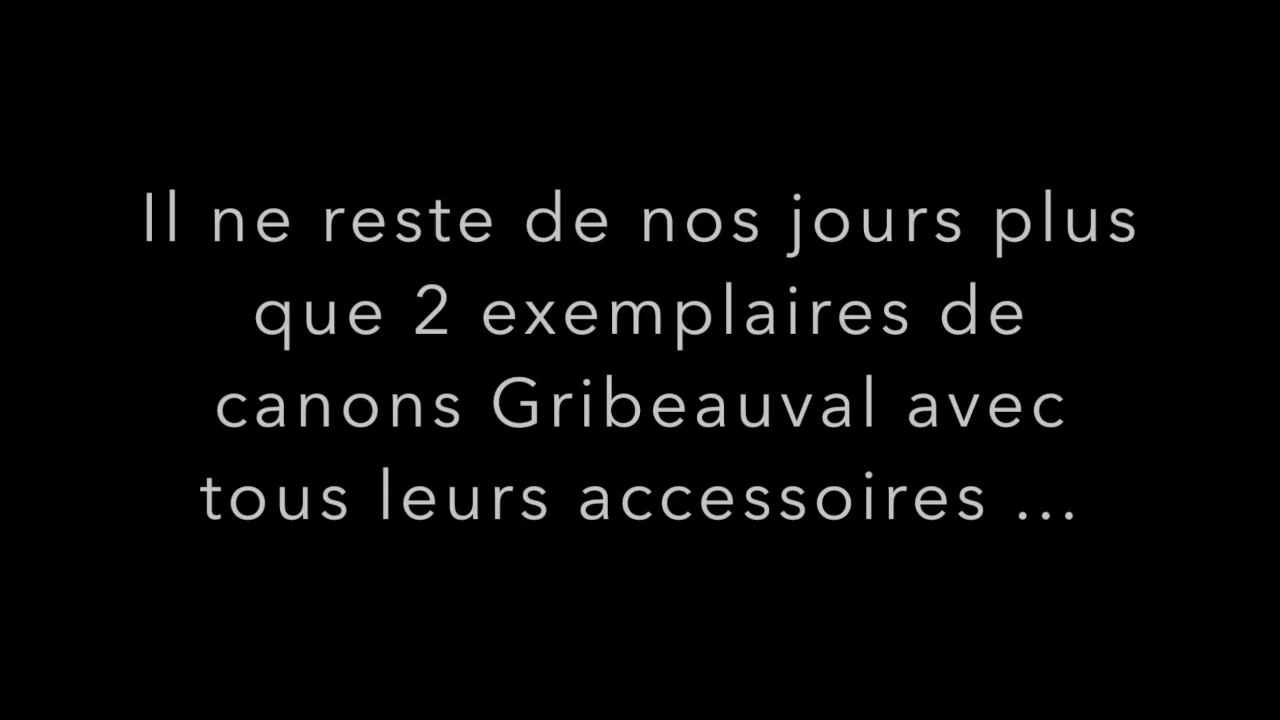 Il ne reste de nos jours plus
que 2 exemplaires de
canons Gribeauval avec
tous leurs accessoires ...